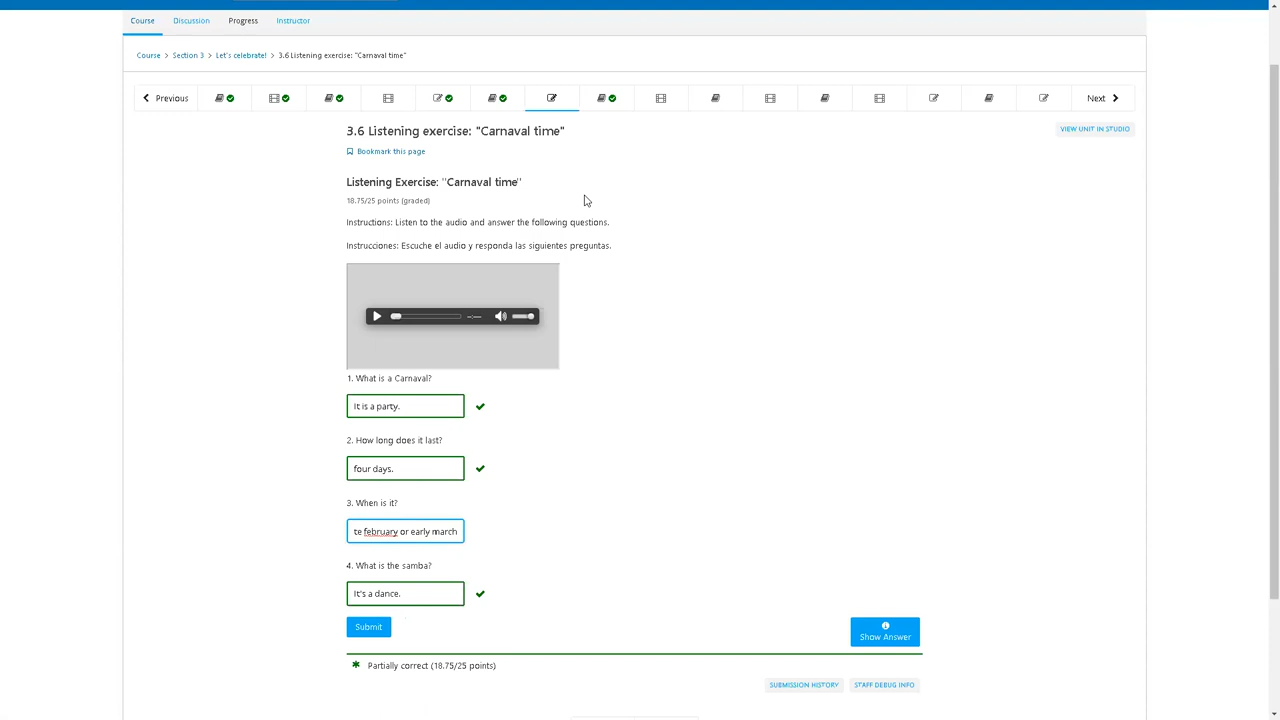 Course Discussion Progress Instructor
Course > Section 3 > Let's celebrate! > 3.6 Listening exercise: "Carnaval time"
Previous Next
3.6 Listening exercise: "Carnaval time"
VIEW UNIT IN STUDIO
Bookmark this page
Listening Exercise: "Carnaval time"
18.75/25 points (graded)
Instructions: Listen to the audio and answer the following questions.
Instrucciones: Escuche el audio y responda las siguientes preguntas.
--:--
1. What is a Carnaval?
It is a party.
2. How long does it last?
four days.
3. When is it?
te february or early march
4. What is the samba?
It's a dance.
Submit
Show Answer
Partially correct (18.75/25 points)
SUBMISSION HISTORY STAFF DEBUG INFO